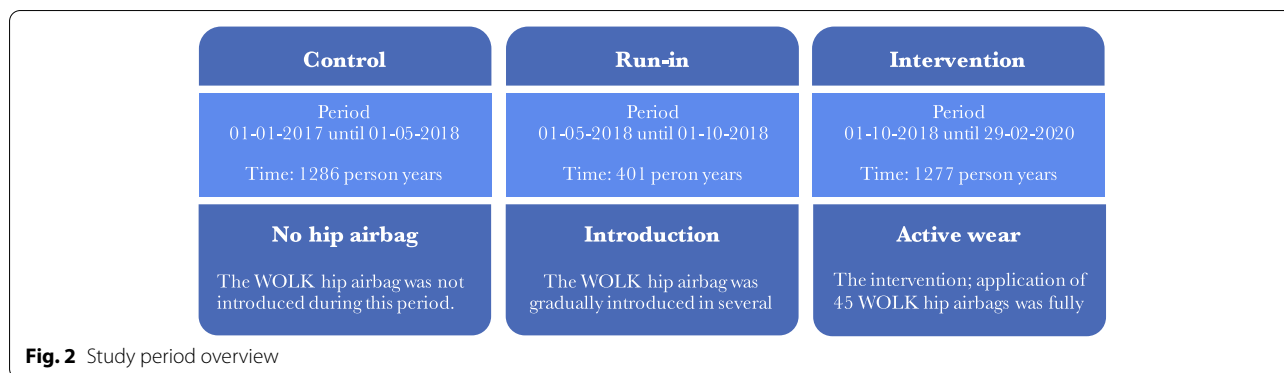 Control
Period
01-01-2017 until 01-05-2018
Time: 1286 person years
No hip airbag
The WOLK hip airbag was not
introduced during this period.
Run-in
Period
01-05-2018 until 01-10-2018
Time: 401 peron years
Introduction
The WOLK hip airbag was
gradually introduced in several
Intervention
Period
01-10-2018 until 29-02-2020
Time: 1277 person years
Active wear
The intervention; application of
45 WOLK hip airbags was fully
Fig. 2 Study period overview